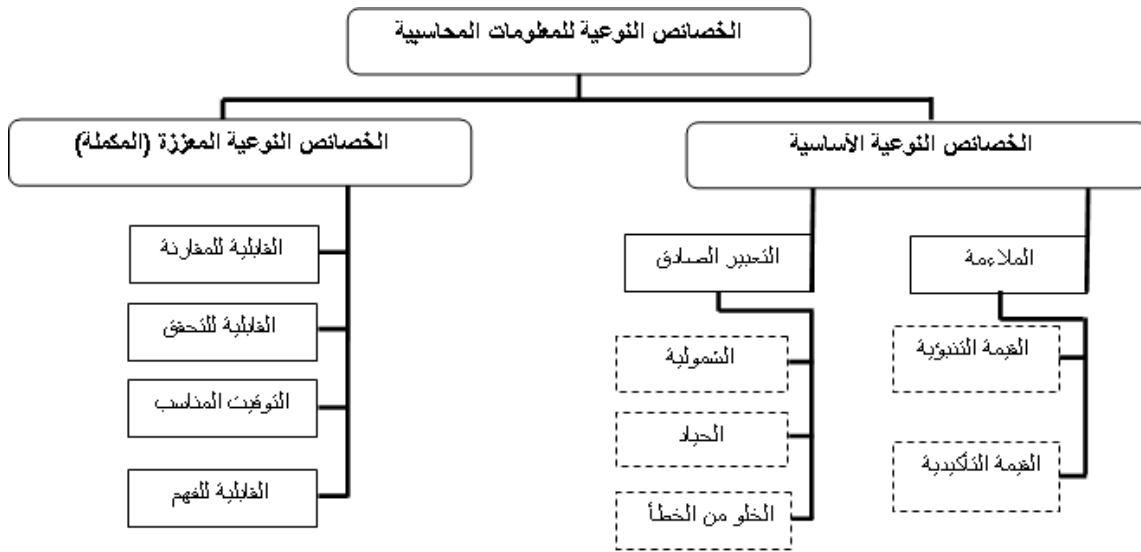 الخصائص النوعية للمعلومات المحاسبية
الخصائص النوعية الأساسية
الخصائص النوعية المعززة (المكملة)
الملاءمة
القيمة التنبؤية
القيمة التأكيدية
التعبير الصادق
الشمولية
الحياد
الخلو من الخطأ
القابلية للمقارنة
القابلية للتحقق
التوقيت المناسب
القابلية للفهم